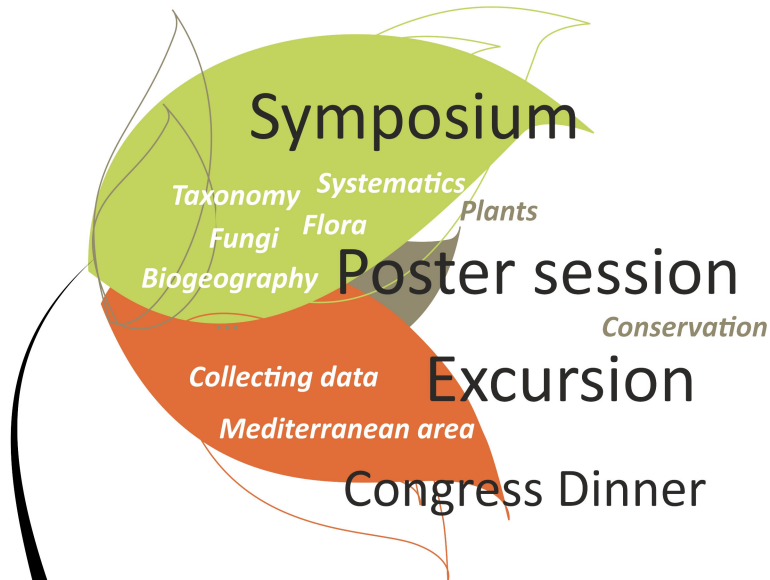 Symposium
Systematics
Taxonomy
Plants
Flora
Fungi
Poster session
Biogeography
Conservation
Excursion
Collecting data
Mediterranean area
Congress Dinner